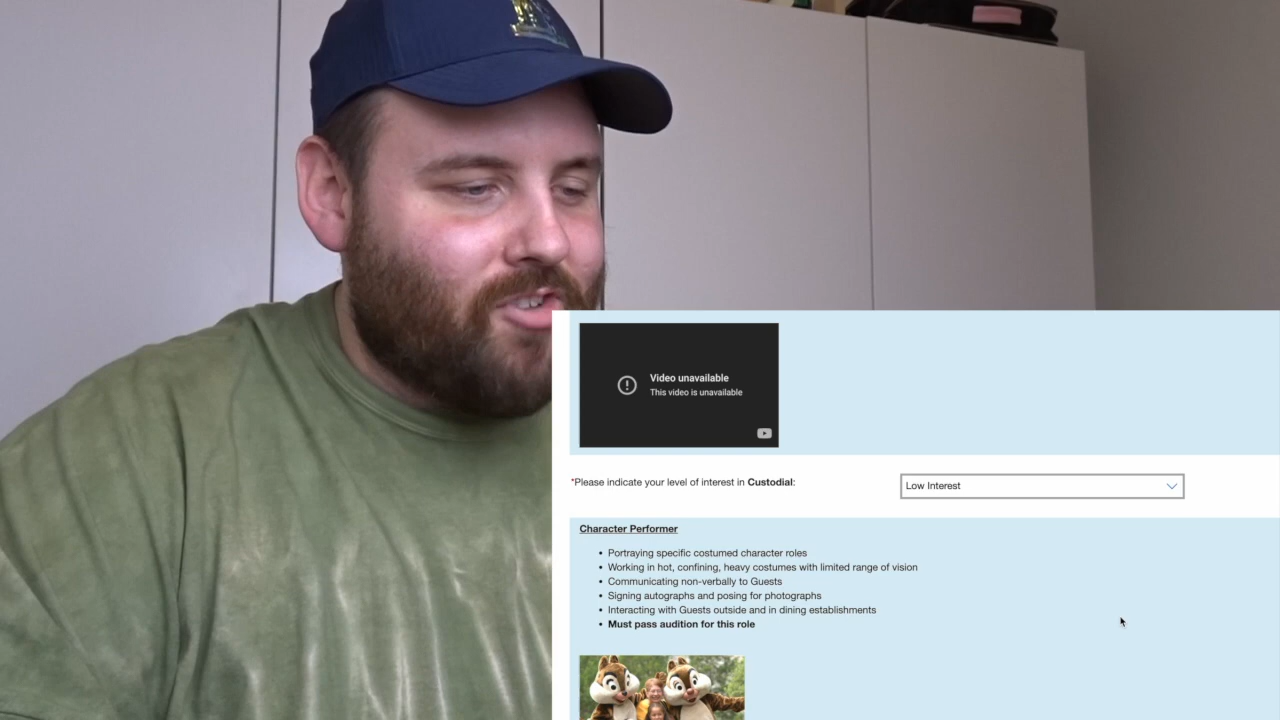 Video unavailable
This video is unavailable
*Please indicate your level of interest in Custodial:
Low Interest
Character Performer
• Portraying specific costumed character roles
• Working in hot, confining, heavy costumes with limited range of vision
• Communicating non-verbally to Guests
• Signing autographs and posing for photographs
• Interacting with Guests outside and in dining establishments
• Must pass audition for this role